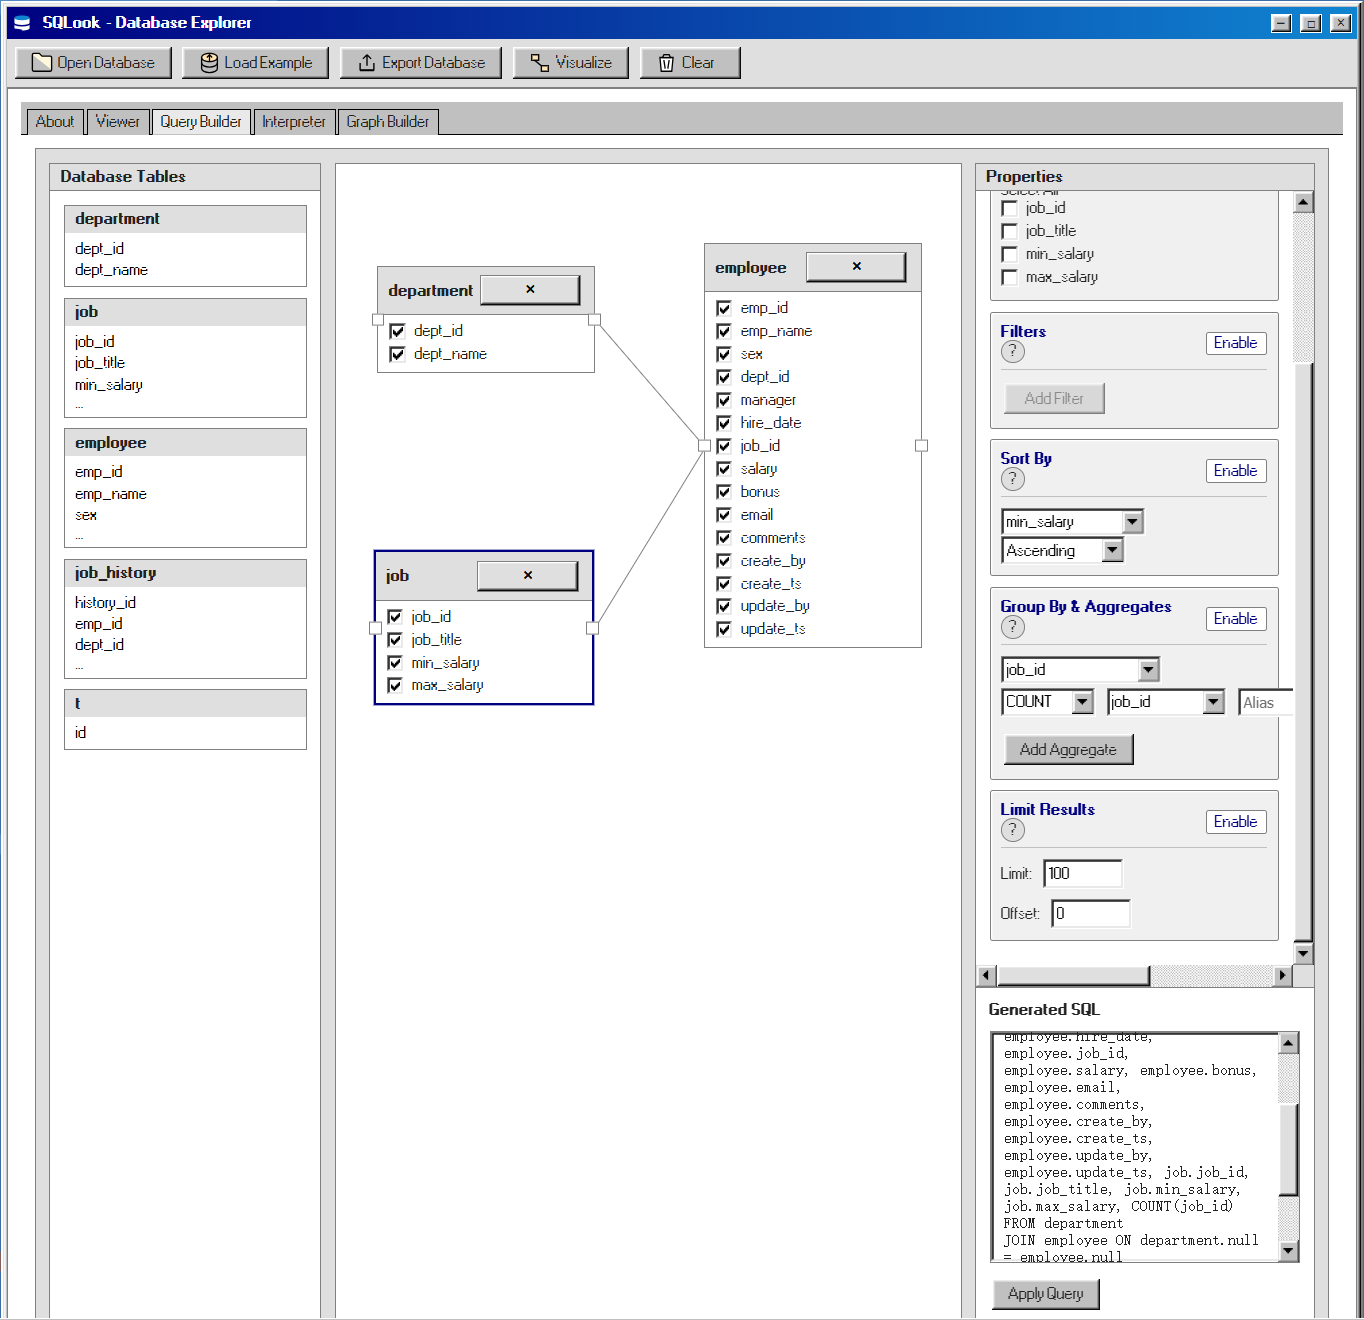 SQLook - Database Explorer
Open Database
Load Example
Export Database
Visualize
Clear
About
Viewer
Query Builder
Interpreter
Graph Builder
Database Tables
department
dept_id
dept_name
job
job_id
job_title
min_salary
...
employee
emp_id
emp_name
sex
...
job_history
history_id
emp_id
dept_id
...
t
id
department
dept_id
dept_name
job
job_id
job_title
min_salary
max_salary
employee
emp_id
emp_name
sex
dept_id
manager
hire_date
job_id
salary
bonus
email
comments
create_by
create_ts
update_by
update_ts
Properties
Select All
job_id
job_title
min_salary
max_salary
Filters
?
Enable
Add Filter
Sort By
?
Enable
min_salary
Ascending
Group By & Aggregates
?
Enable
job_id
COUNT
job_id
Alias
Add Aggregate
Limit Results
?
Enable
Limit: 100
Offset: 0
Generated SQL
employee.hire_date,
employee.job_id,
employee.salary, employee.bonus,
employee.email,
employee.comments,
employee.create_by,
employee.create_ts,
employee.update_by,
employee.update_ts, job.job_id,
job.job_title, job.min_salary,
job.max_salary, COUNT(job_id)
FROM department
JOIN employee ON department.null
= employee.null
Apply Query